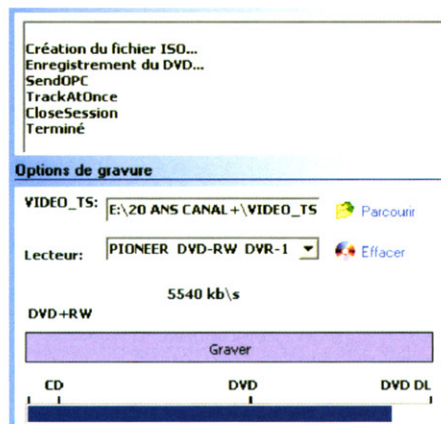 Création du fichier ISO...
Enregistrement du DVD...
SendOPC
TrackAtOnce
CloseSession
Terminé
Options de gravure
VIDEO_TS: E:\20 ANS CANAL+\VIDEO_TS Parcourir
Lecteur: PIONEER DVD-RW DVR-1 Effacer
5540 kb\s
DVD+RW
Graver
CD DVD DVD DL